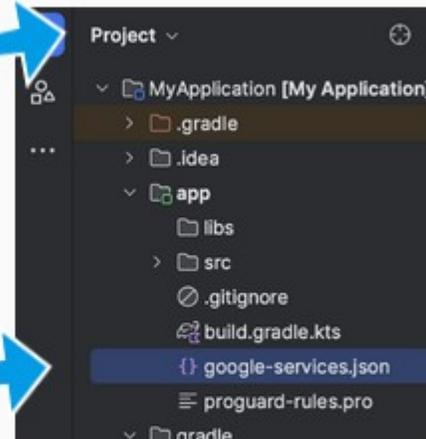 Project
MyApplication [My Application]
.gradle
.idea
app
libs
src
.gitignore
build.gradle.kts
google-services.json
proguard-rules.pro
gradle